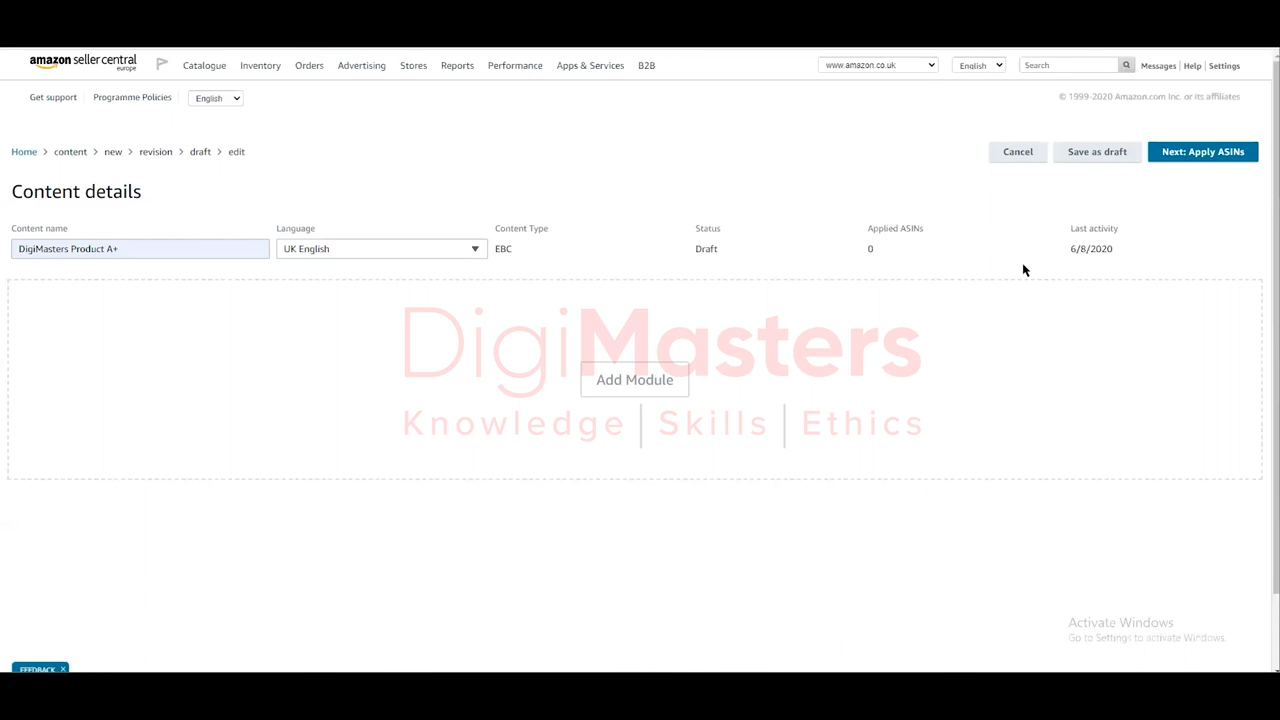 amazon seller central
europe
Catalogue Inventory Orders Advertising Stores Reports Performance Apps & Services B2B
www.amazon.co.uk English Search Messages | Help | Settings
Get support Programme Policies English
© 1999-2020 Amazon.com Inc. or its affiliates
Home > content > new > revision > draft > edit
Cancel Save as draft Next: Apply ASINs
Content details
Content name Language Content Type Status Applied ASINs Last activity
DigiMasters Product A+ UK English EBC Draft 0 6/8/2020
DigiMasters
Add Module
Knowledge | Skills | Ethics
Activate Windows
Go to Settings to activate Windows.
FEEDBACK ×